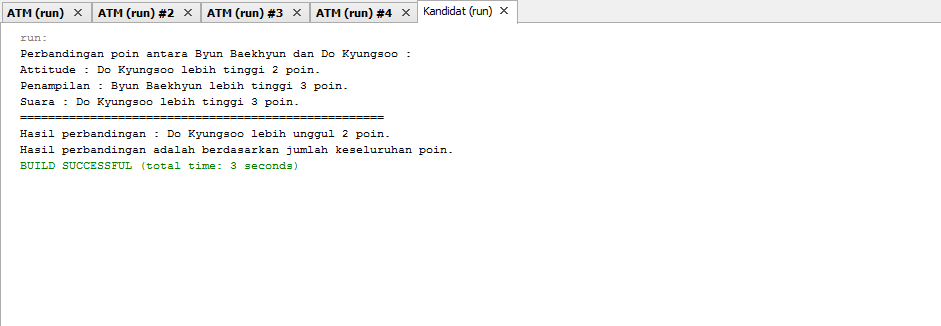 ATM (run) ATM (run) #2 ATM (run) #3 ATM (run) #4 Kandidat (run)
run:
Perbandingan poin antara Byun Baekhyun dan Do Kyungsoo :
Attitude : Do Kyungsoo lebih tinggi 2 poin.
Penampilan : Byun Baekhyun lebih tinggi 3 poin.
Suara : Do Kyungsoo lebih tinggi 3 poin.
====================================================
Hasil perbandingan : Do Kyungsoo lebih unggul 2 poin.
Hasil perbandingan adalah berdasarkan jumlah keseluruhan poin.
BUILD SUCCESSFUL (total time: 3 seconds)